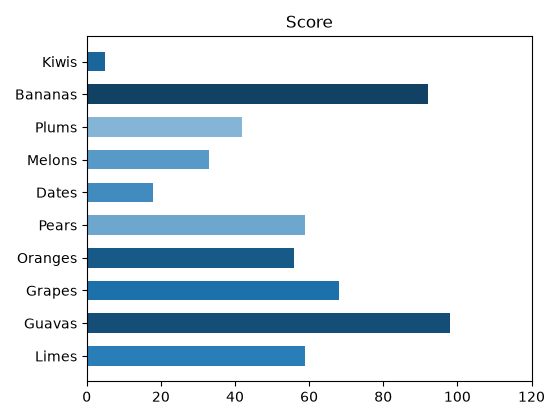 Score
Kiwis
Bananas
Plums
Melons
Dates
Pears
Oranges
Grapes
Guavas
Limes
0 20 40 60 80 100 120